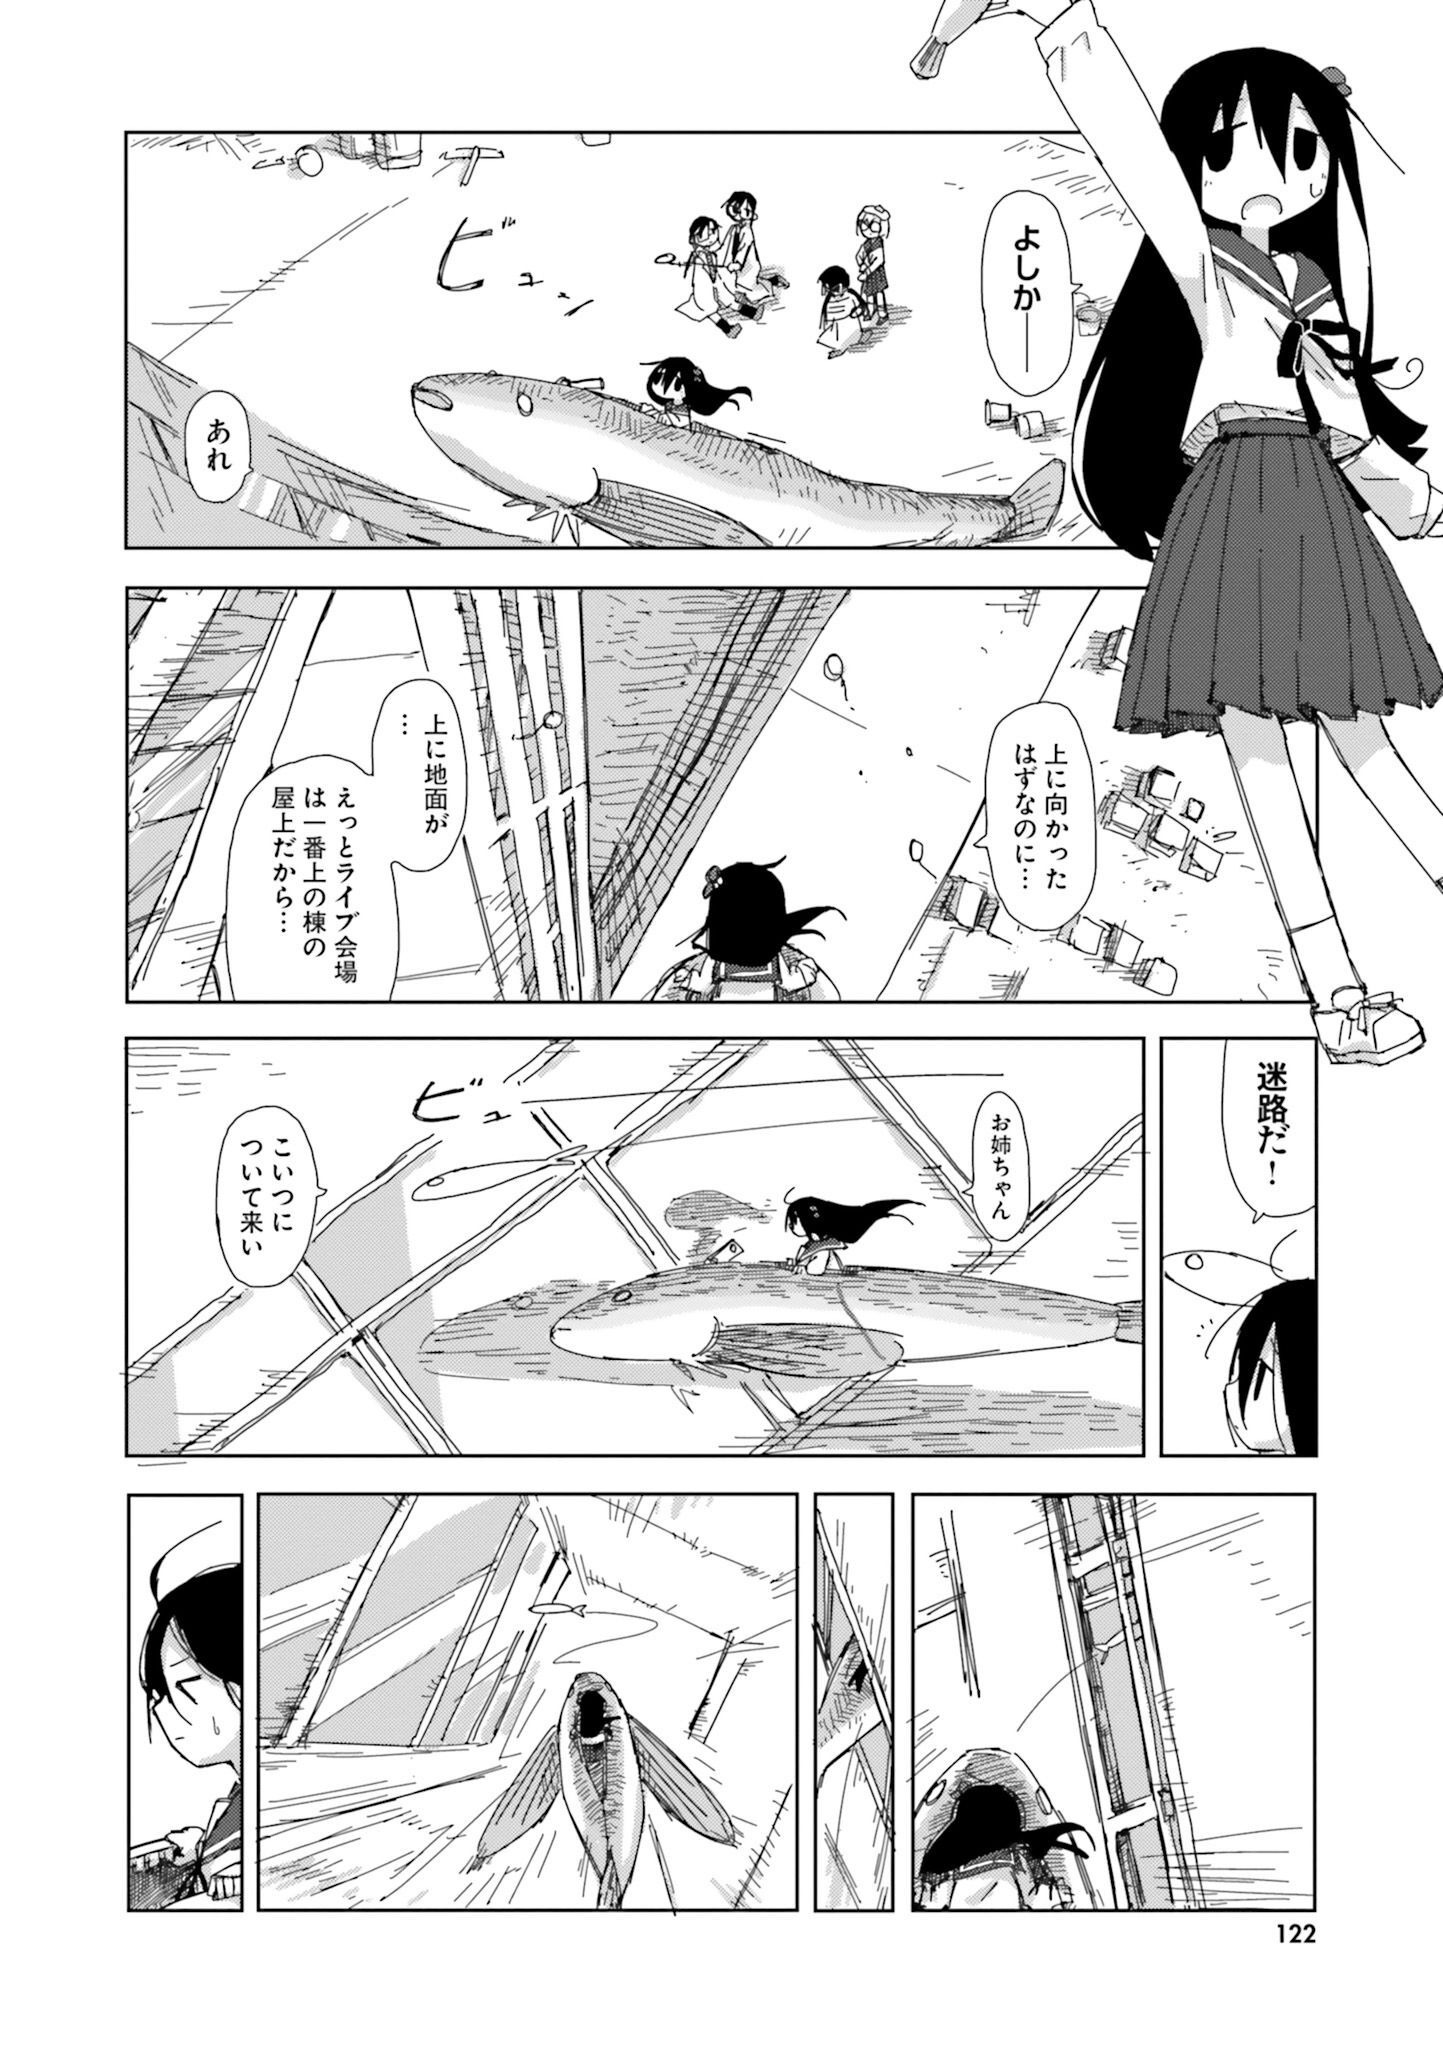 よしか――
ビュン
あれ
上に向かった
はずなのに…
上に地面が
…
えっとライブ会場
は一番上の棟の
屋上だから…
迷路だ！
お姉ちゃん
ビュー
こいつに
ついて来い
122